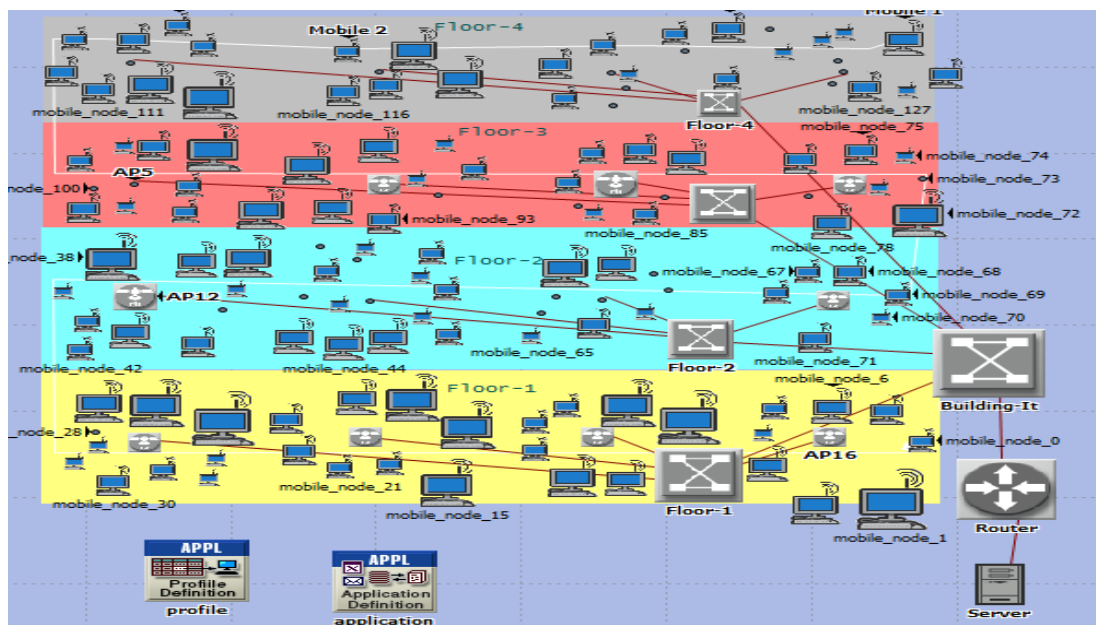 Mobile 1
Mobile 2
Floor-4
mobile_node_111
mobile_node_116
Floor-4
mobile_node_127
mobile_node_75
Floor-3
mobile_node_74
AP5
mobile_node_73
node_100
mobile_node_93
mobile_node_85
mobile_node_72
mobile_node_78
node_38
Floor-2
mobile_node_67
mobile_node_68
AP12
mobile_node_69
mobile_node_70
mobile_node_42
mobile_node_44
mobile_node_65
Floor-2
mobile_node_71
Floor-1
mobile_node_6
Building-It
node_28
mobile_node_0
AP16
mobile_node_30
mobile_node_21
mobile_node_15
Floor-1
Router
mobile_node_1
APPL
Profile
Definition
profile
APPL
Application
Definition
application
Server